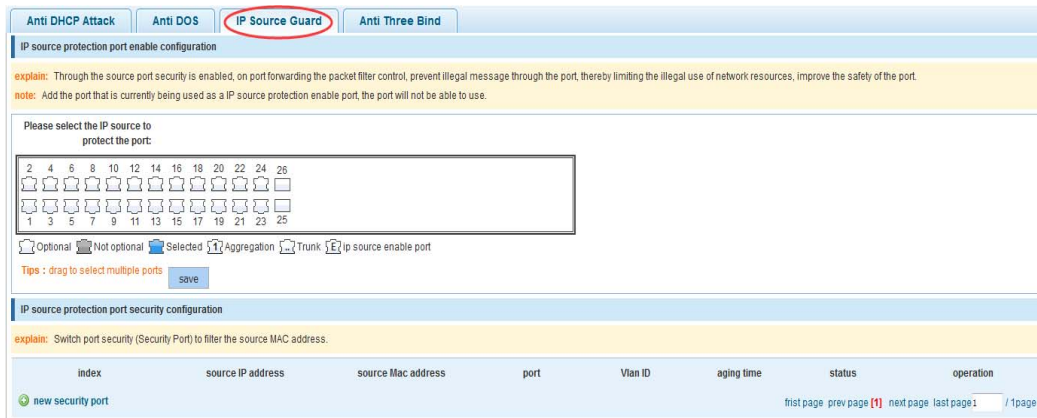 Anti DHCP Attack Anti DOS IP Source Guard Anti Three Bind
IP source protection port enable configuration
explain: Through the source port security is enabled, on port forwarding the packet filter control, prevent illegal message through the port, thereby limiting the illegal use of network resources, improve the safety of the port.
note: Add the port that is currently being used as a IP source protection enable port, the port will not be able to use.
Please select the IP source to
protect the port:
2 4 6 8 10 12 14 16 18 20 22 24 26
1 3 5 7 9 11 13 15 17 19 21 23 25
Optional Not optional Selected 1 Aggregation Trunk E ip source enable port
Tips : drag to select multiple ports save
IP source protection port security configuration
explain: Switch port security (Security Port) to filter the source MAC address.
index source IP address source Mac address port Vlan ID aging time status operation
new security port frist page prev page [1] next page last page 1 / 1page